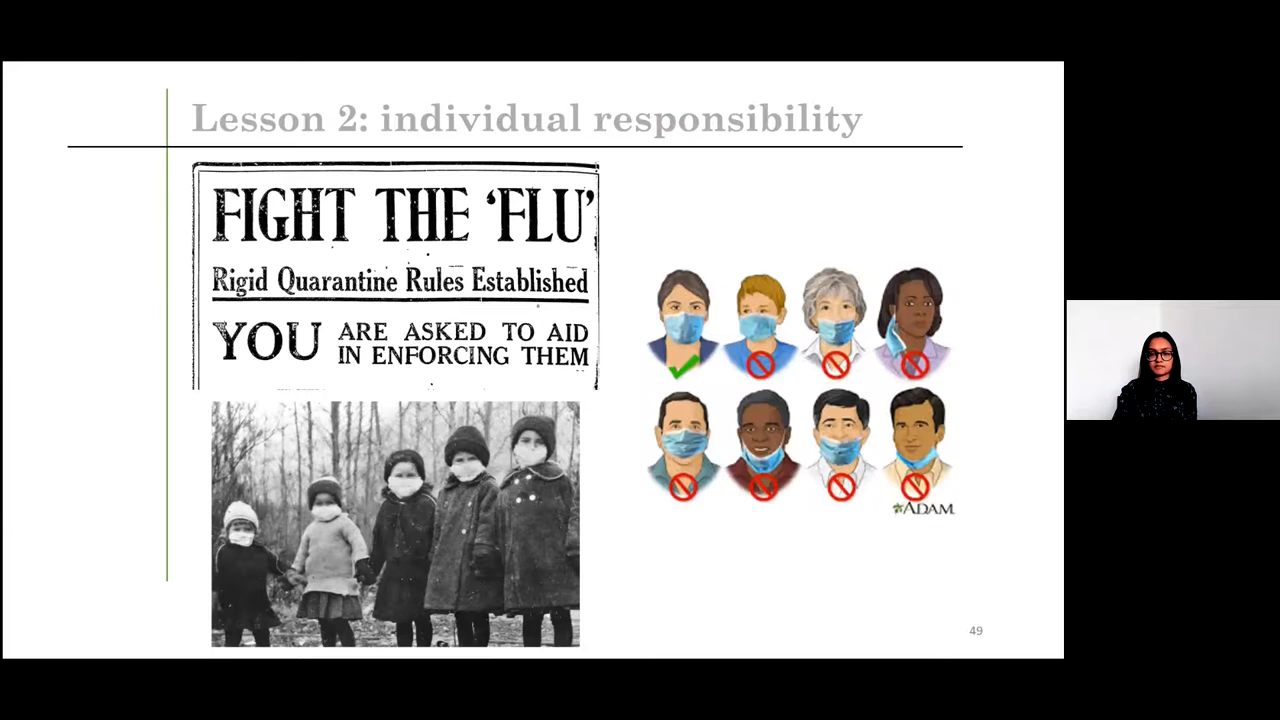 Lesson 2: individual responsibility
FIGHT THE ‘FLU’
Rigid Quarantine Rules Established
YOU ARE ASKED TO AID
IN ENFORCING THEM
ADAM.
49